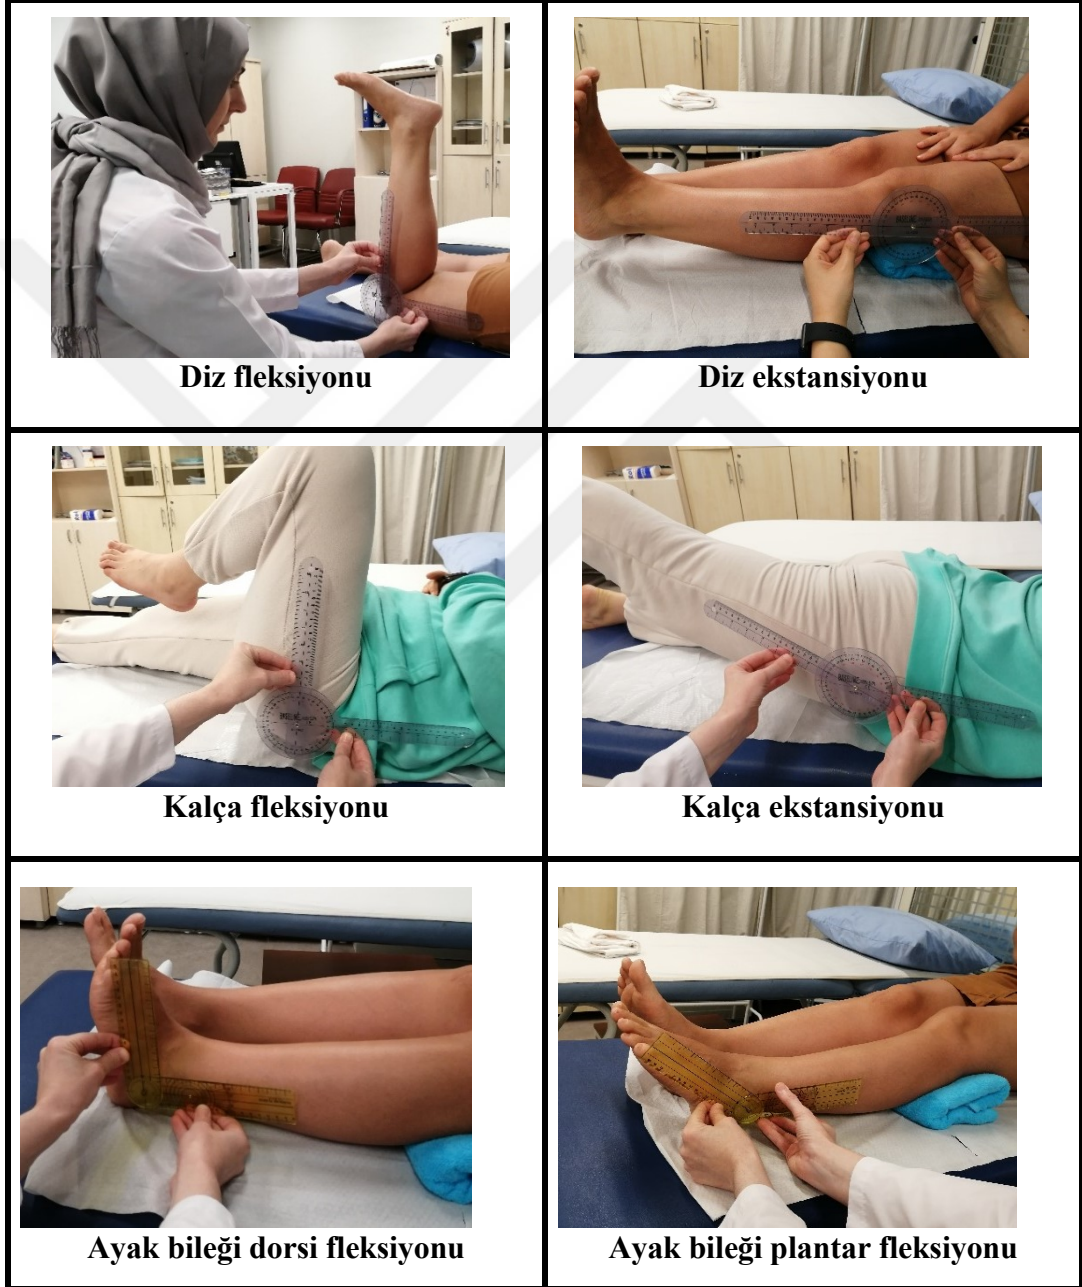 Diz fleksiyonu
Diz ekstansiyonu
Kalça fleksiyonu
Kalça ekstansiyonu
Ayak bileği dorsi fleksiyonu
Ayak bileği plantar fleksiyonu